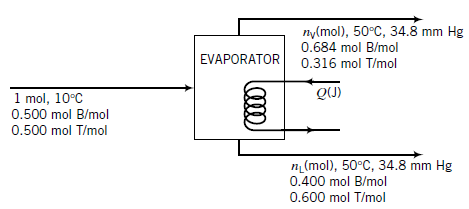 n_V(mol), 50°C, 34.8 mm Hg
0.684 mol B/mol
0.316 mol T/mol
EVAPORATOR
Q(J)
1 mol, 10°C
0.500 mol B/mol
0.500 mol T/mol
n_L(mol), 50°C, 34.8 mm Hg
0.400 mol B/mol
0.600 mol T/mol